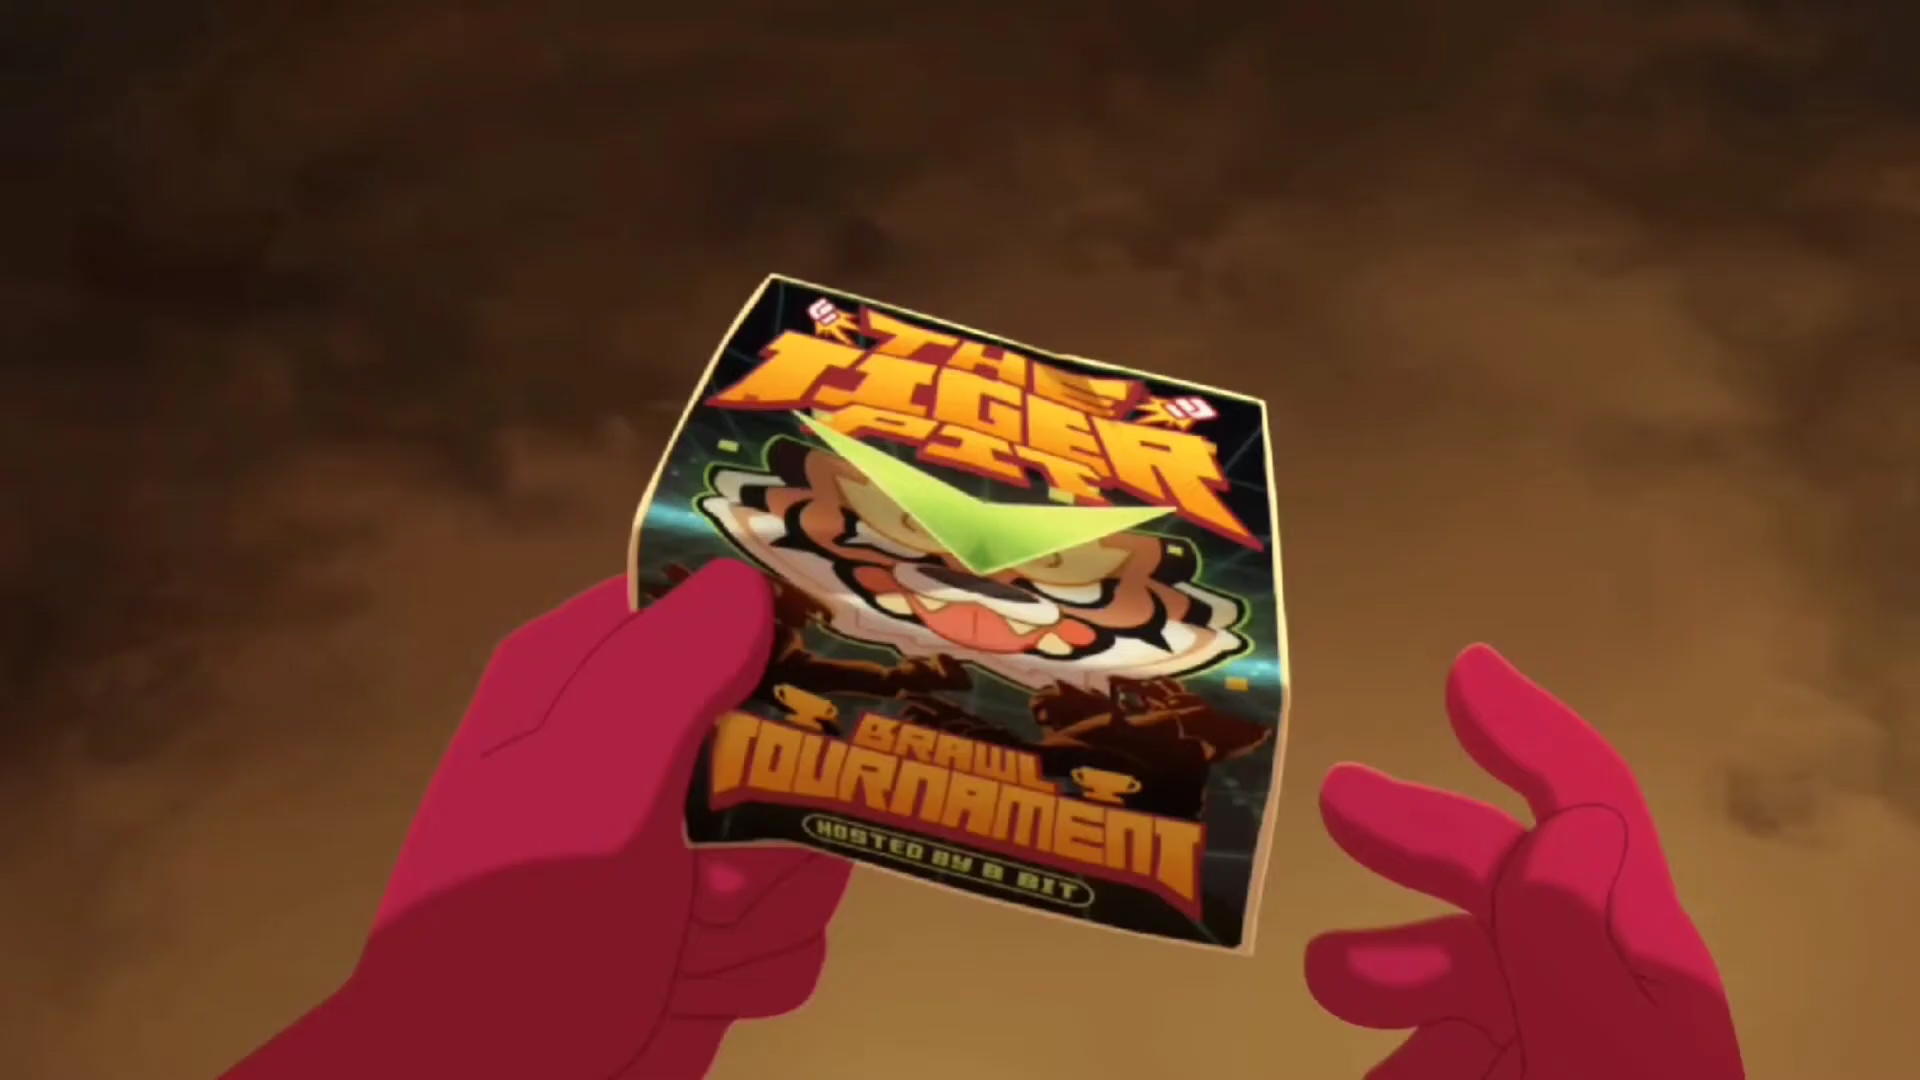 THE
TIGER
PIT
BRAWL
TOURNAMENT
HOSTED BY 8 BIT